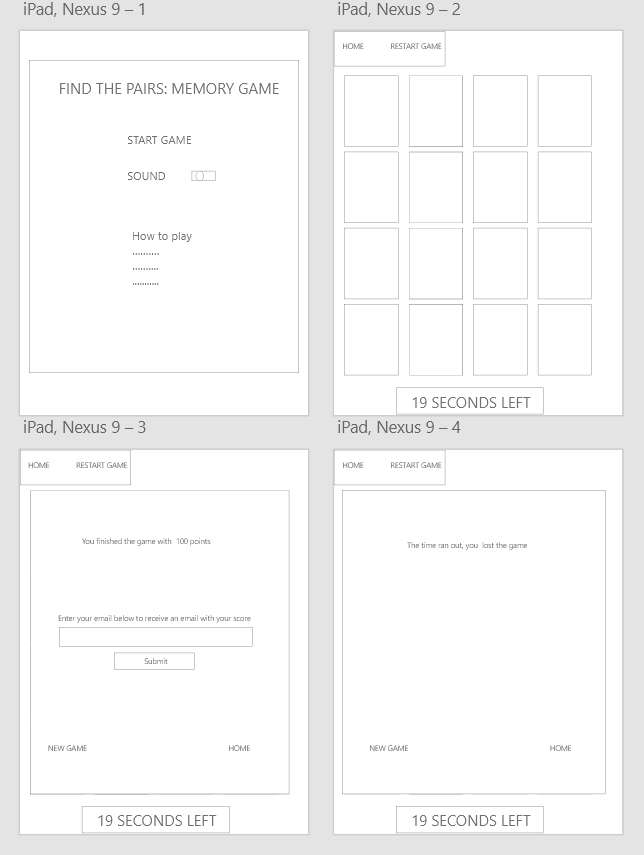 iPad, Nexus 9 – 1
FIND THE PAIRS: MEMORY GAME
START GAME
SOUND
How to play
..........
..........
...........
iPad, Nexus 9 – 2
HOME RESTART GAME
19 SECONDS LEFT
iPad, Nexus 9 – 3
HOME RESTART GAME
You finished the game with 100 points
Enter your email below to receive an email with your score
Submit
NEW GAME HOME
19 SECONDS LEFT
iPad, Nexus 9 – 4
HOME RESTART GAME
The time ran out, you lost the game
NEW GAME HOME
19 SECONDS LEFT